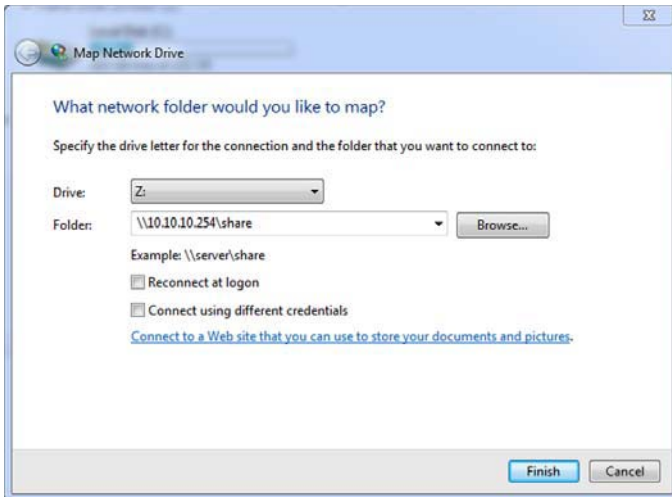 Map Network Drive
What network folder would you like to map?
Specify the drive letter for the connection and the folder that you want to connect to:
Drive: Z:
Folder: \\10.10.10.254\share Browse...
Example: \\server\share
Reconnect at logon
Connect using different credentials
Connect to a Web site that you can use to store your documents and pictures.
Finish Cancel